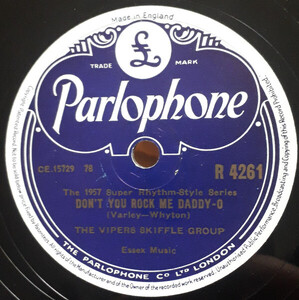 Made in England
£
TRADE MARK
Parlophone
CE.15729 78 R 4261
The 1957 Super Rhythm-Style Series
DON'T YOU ROCK ME DADDY-O
(Varley-Whyton)
THE VIPERS SKIFFLE GROUP
Essex Music
THE PARLOPHONE CO LTD LONDON